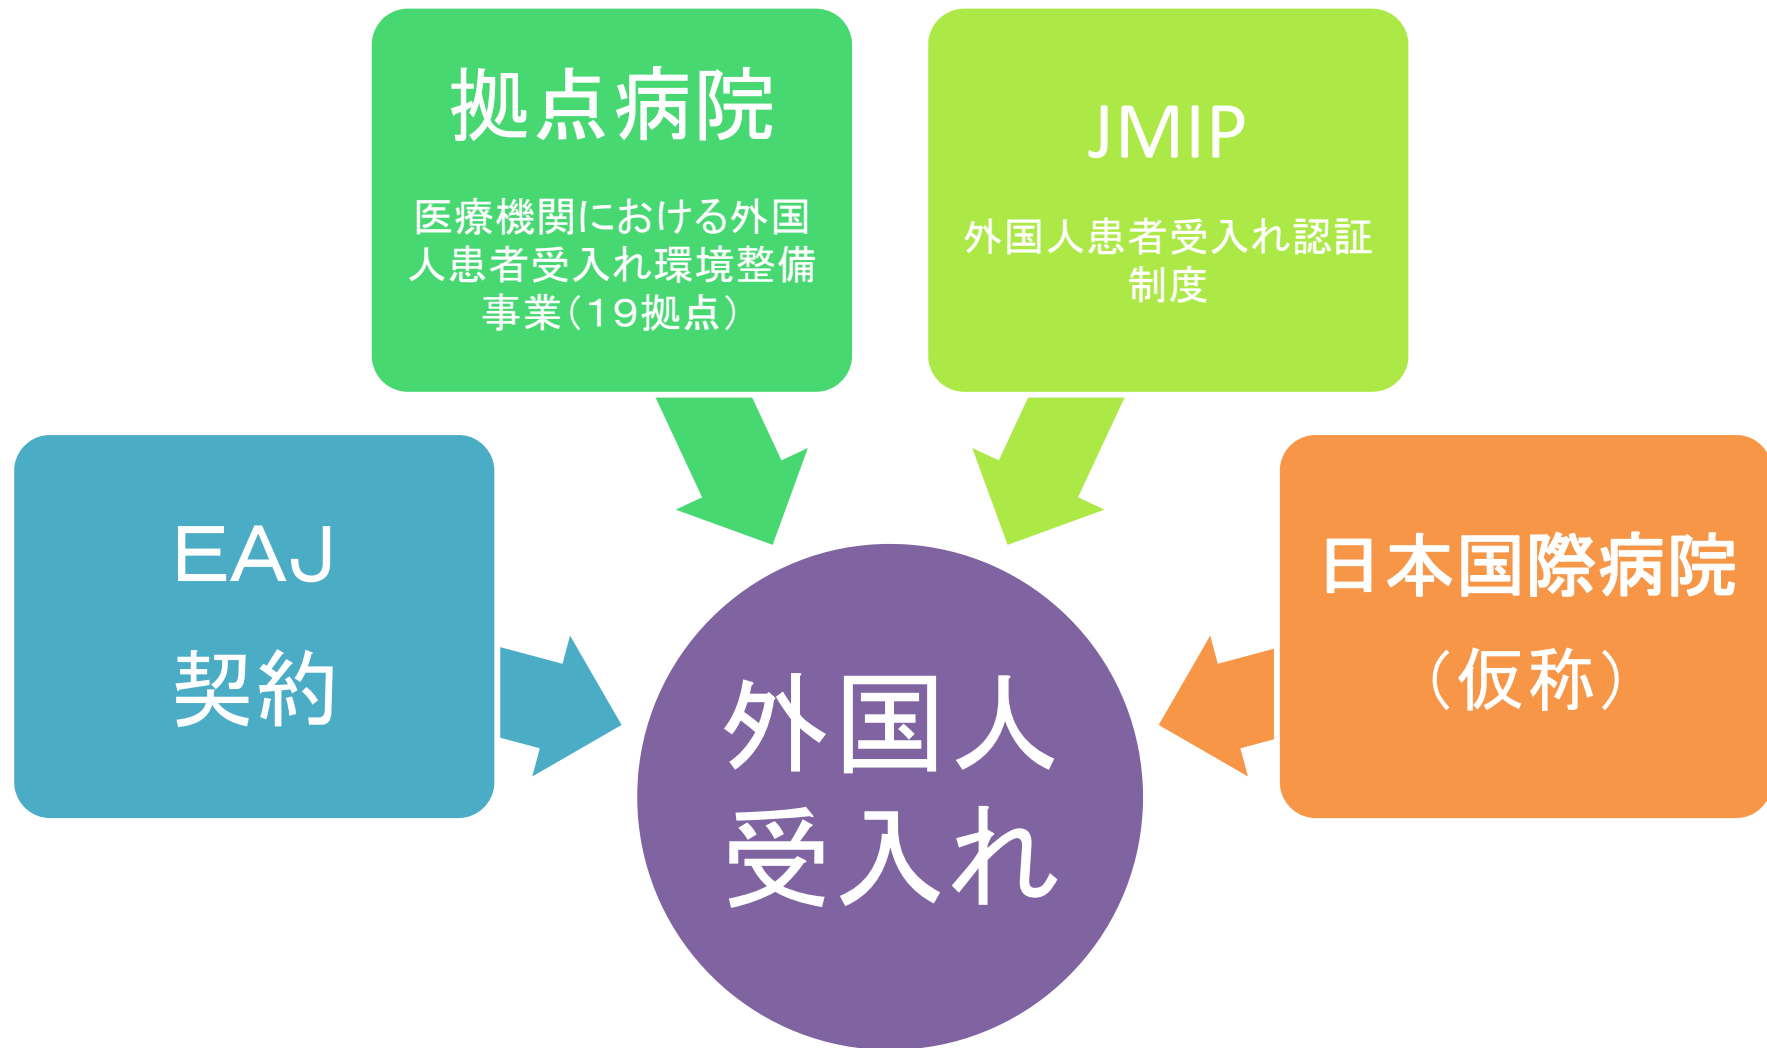 拠点病院
医療機関における外国
人患者受入れ環境整備
事業（１９拠点）
JMIP
外国人患者受入れ認証
制度
ＥＡＪ
契約
日本国際病院
（仮称）
外国人
受入れ